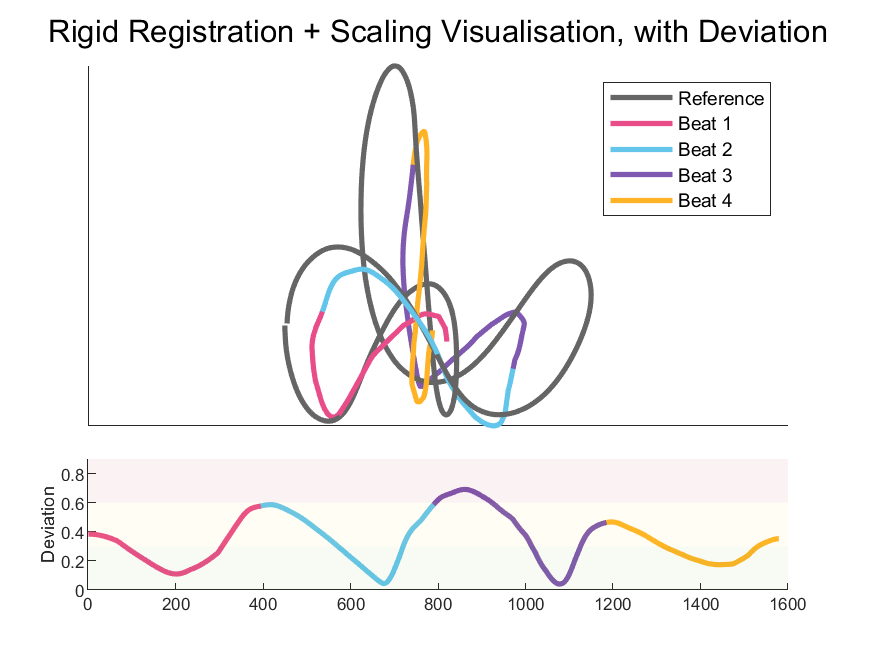 Rigid Registration + Scaling Visualisation, with Deviation
Reference
Beat 1
Beat 2
Beat 3
Beat 4
Deviation
0.8
0.6
0.4
0.2
0
0 200 400 600 800 1000 1200 1400 1600